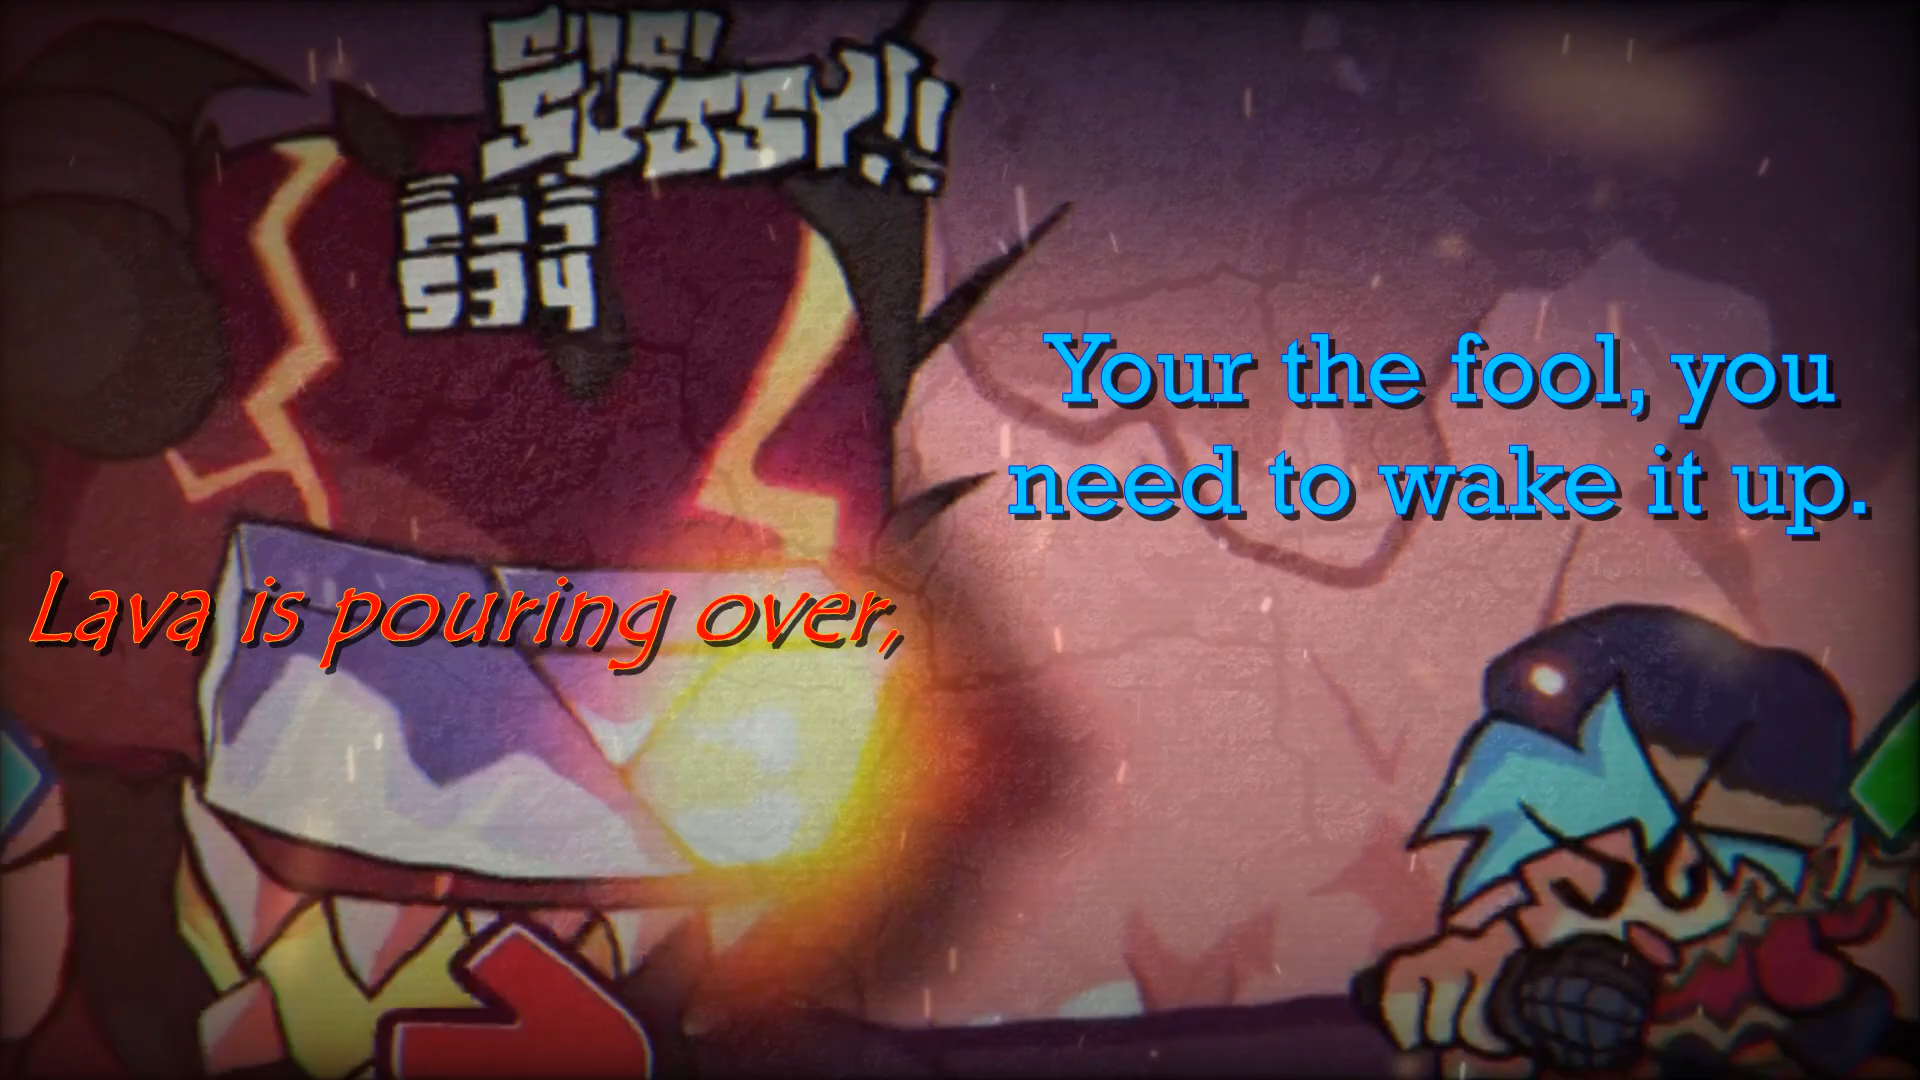 SUSSY!!
534
Your the fool, you
need to wake it up.
Lava is pouring over,